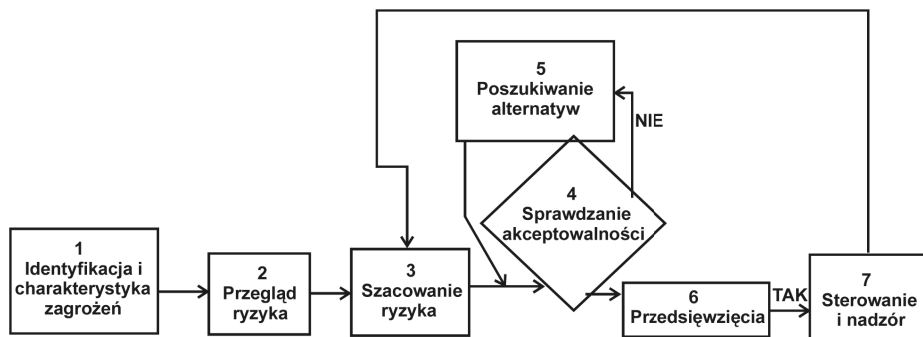 1
Identyfikacja i
charakterystyka
zagrożeń
2
Przegląd
ryzyka
3
Szacowanie
ryzyka
4
Sprawdzanie
akceptowalności
5
Poszukiwanie
alternatyw
NIE
6
Przedsięwzięcia
TAK
7
Sterowanie
i nadzór